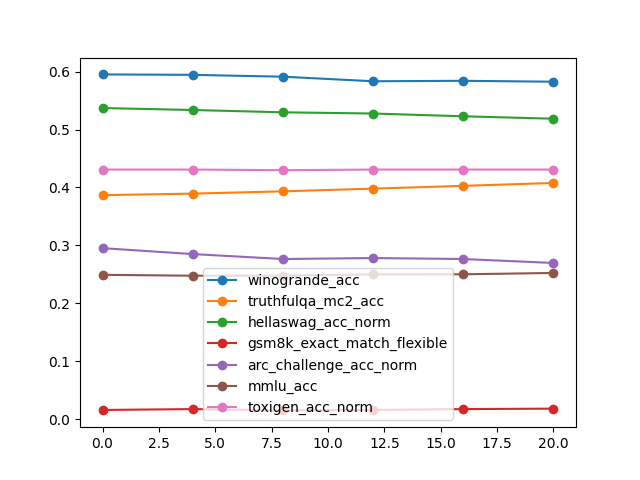 0.6
0.5
0.4
0.3
0.2
0.1
0.0
winogrande_acc
truthfulqa_mc2_acc
hellaswag_acc_norm
gsm8k_exact_match_flexible
arc_challenge_acc_norm
mmlu_acc
toxigen_acc_norm
0.0 2.5 5.0 7.5 10.0 12.5 15.0 17.5 20.0